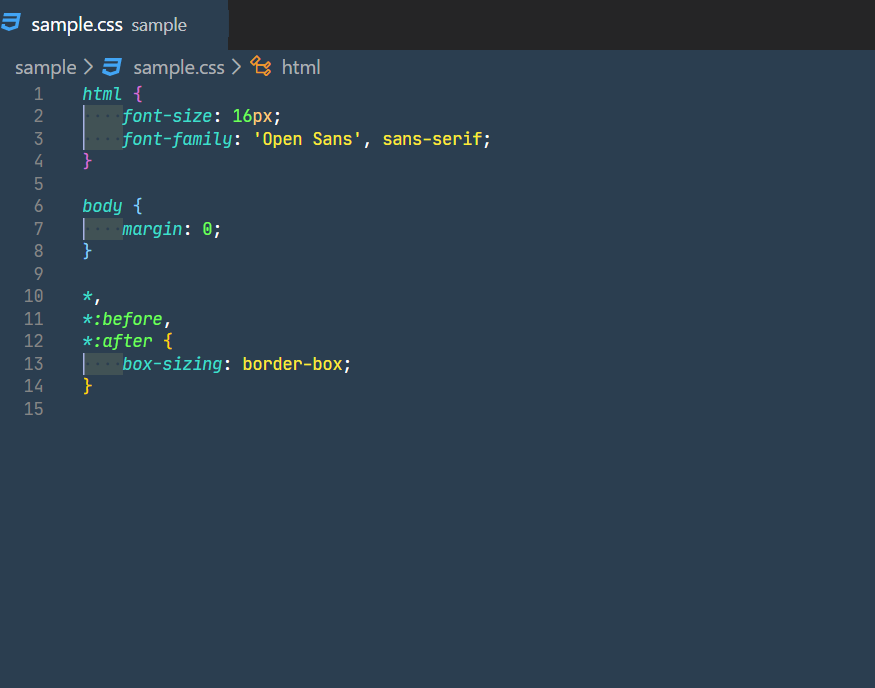 sample.css sample
sample > sample.css > html
1 html {
2 ····font-size: 16px;
3 ····font-family: 'Open Sans', sans-serif;
4 }
5
6 body {
7 ····margin: 0;
8 }
9
10 *,
11 *:before,
12 *:after {
13 ····box-sizing: border-box;
14 }
15